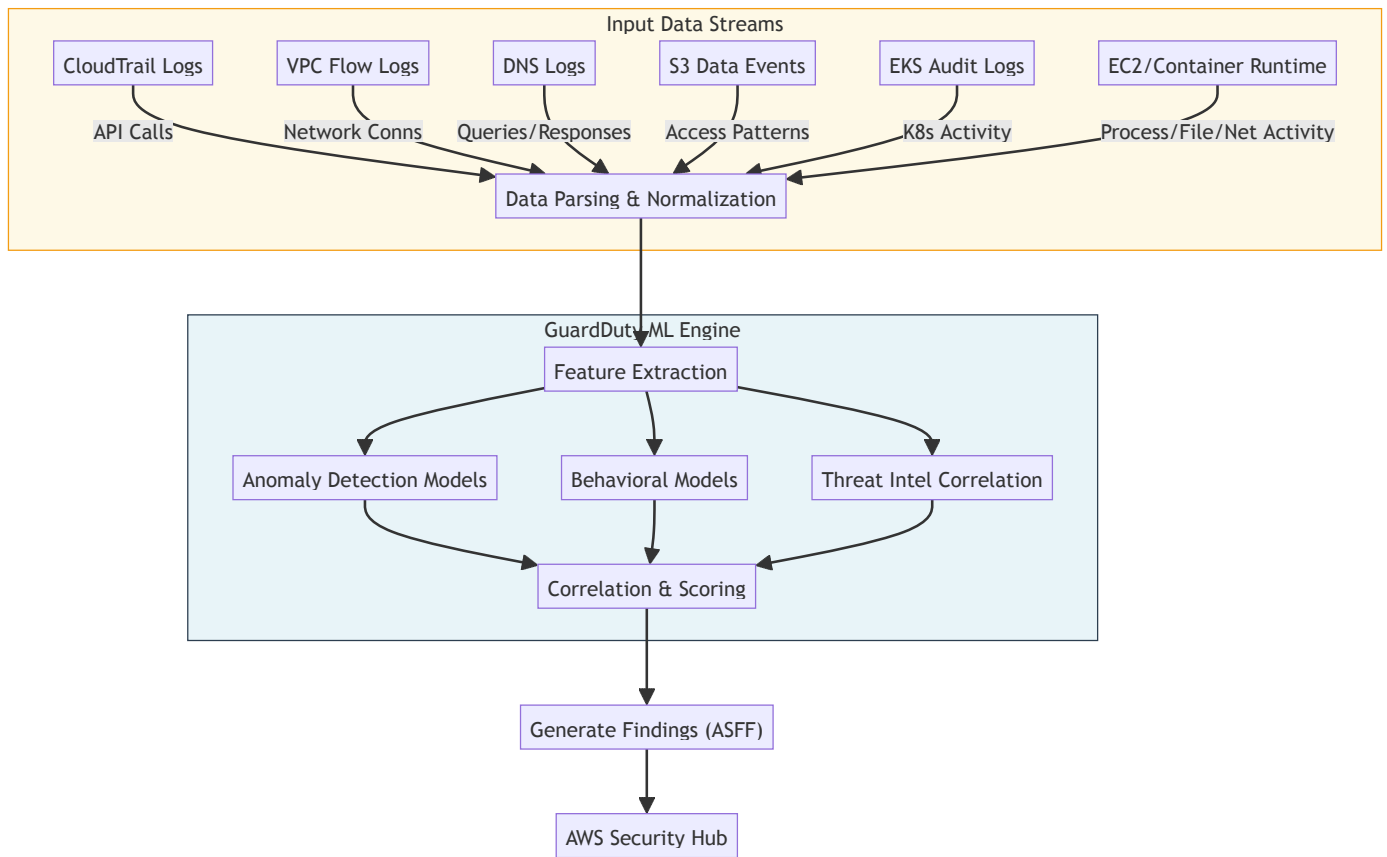 Input Data Streams
CloudTrail Logs
VPC Flow Logs
DNS Logs
S3 Data Events
EKS Audit Logs
EC2/Container Runtime
API Calls
Network Conns
Queries/Responses
Access Patterns
K8s Activity
Process/File/Net Activity
Data Parsing & Normalization
GuardDuty ML Engine
Feature Extraction
Anomaly Detection Models
Behavioral Models
Threat Intel Correlation
Correlation & Scoring
Generate Findings (ASFF)
AWS Security Hub